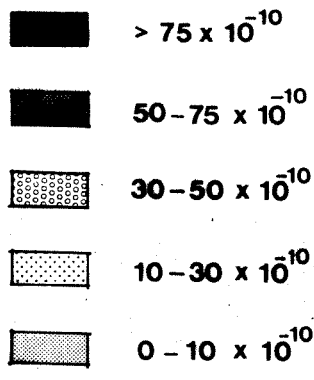 > 75 x 10⁻¹⁰
50 – 75 x 10⁻¹⁰
30 – 50 x 10⁻¹⁰
10 – 30 x 10⁻¹⁰
0 – 10 x 10⁻¹⁰